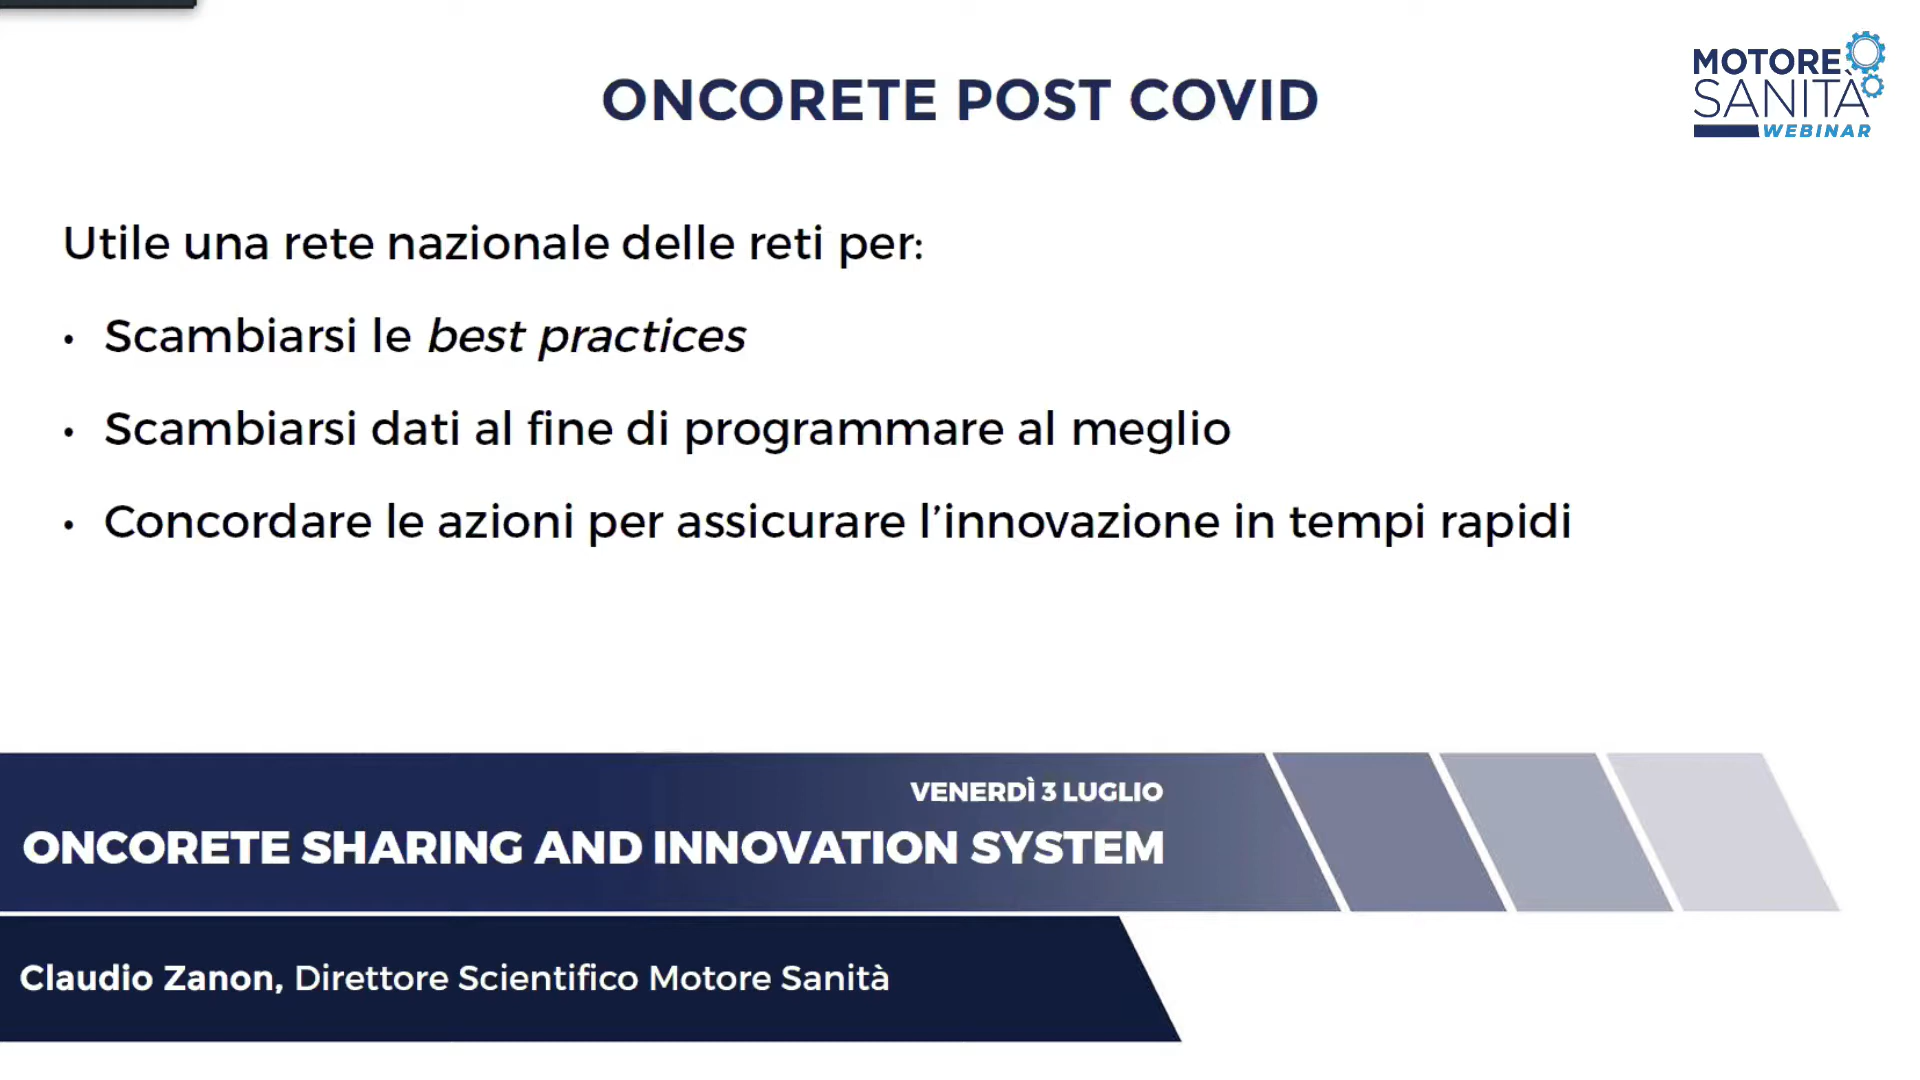 MOTORE
SANITÀ
WEBINAR
ONCORETE POST COVID
Utile una rete nazionale delle reti per:
• Scambiarsi le best practices
• Scambiarsi dati al fine di programmare al meglio
• Concordare le azioni per assicurare l’innovazione in tempi rapidi
VENERDÌ 3 LUGLIO
ONCORETE SHARING AND INNOVATION SYSTEM
Claudio Zanon, Direttore Scientifico Motore Sanità